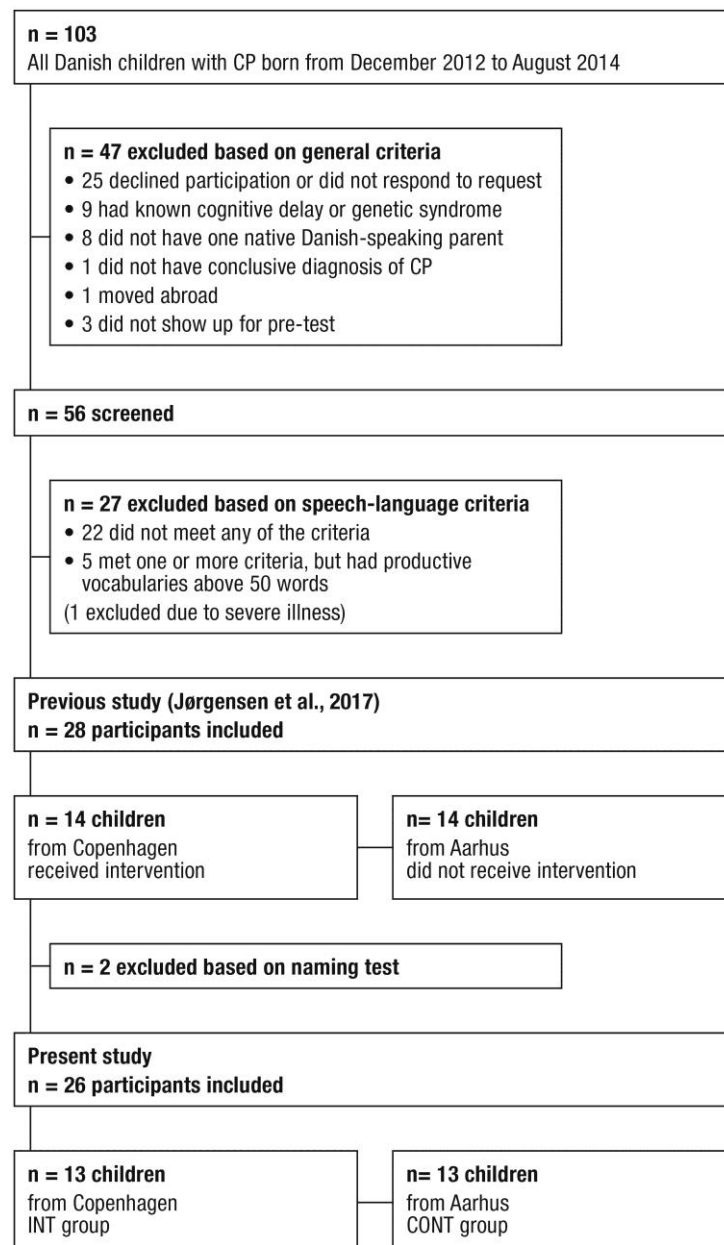 n = 103
All Danish children with CP born from December 2012 to August 2014
n = 47 excluded based on general criteria
• 25 declined participation or did not respond to request
• 9 had known cognitive delay or genetic syndrome
• 8 did not have one native Danish-speaking parent
• 1 did not have conclusive diagnosis of CP
• 1 moved abroad
• 3 did not show up for pre-test
n = 56 screened
n = 27 excluded based on speech-language criteria
• 22 did not meet any of the criteria
• 5 met one or more criteria, but had productive
vocabularies above 50 words
(1 excluded due to severe illness)
Previous study (Jørgensen et al., 2017)
n = 28 participants included
n = 14 children
from Copenhagen
received intervention
n= 14 children
from Aarhus
did not receive intervention
n = 2 excluded based on naming test
Present study
n = 26 participants included
n = 13 children
from Copenhagen
INT group
n= 13 children
from Aarhus
CONT group